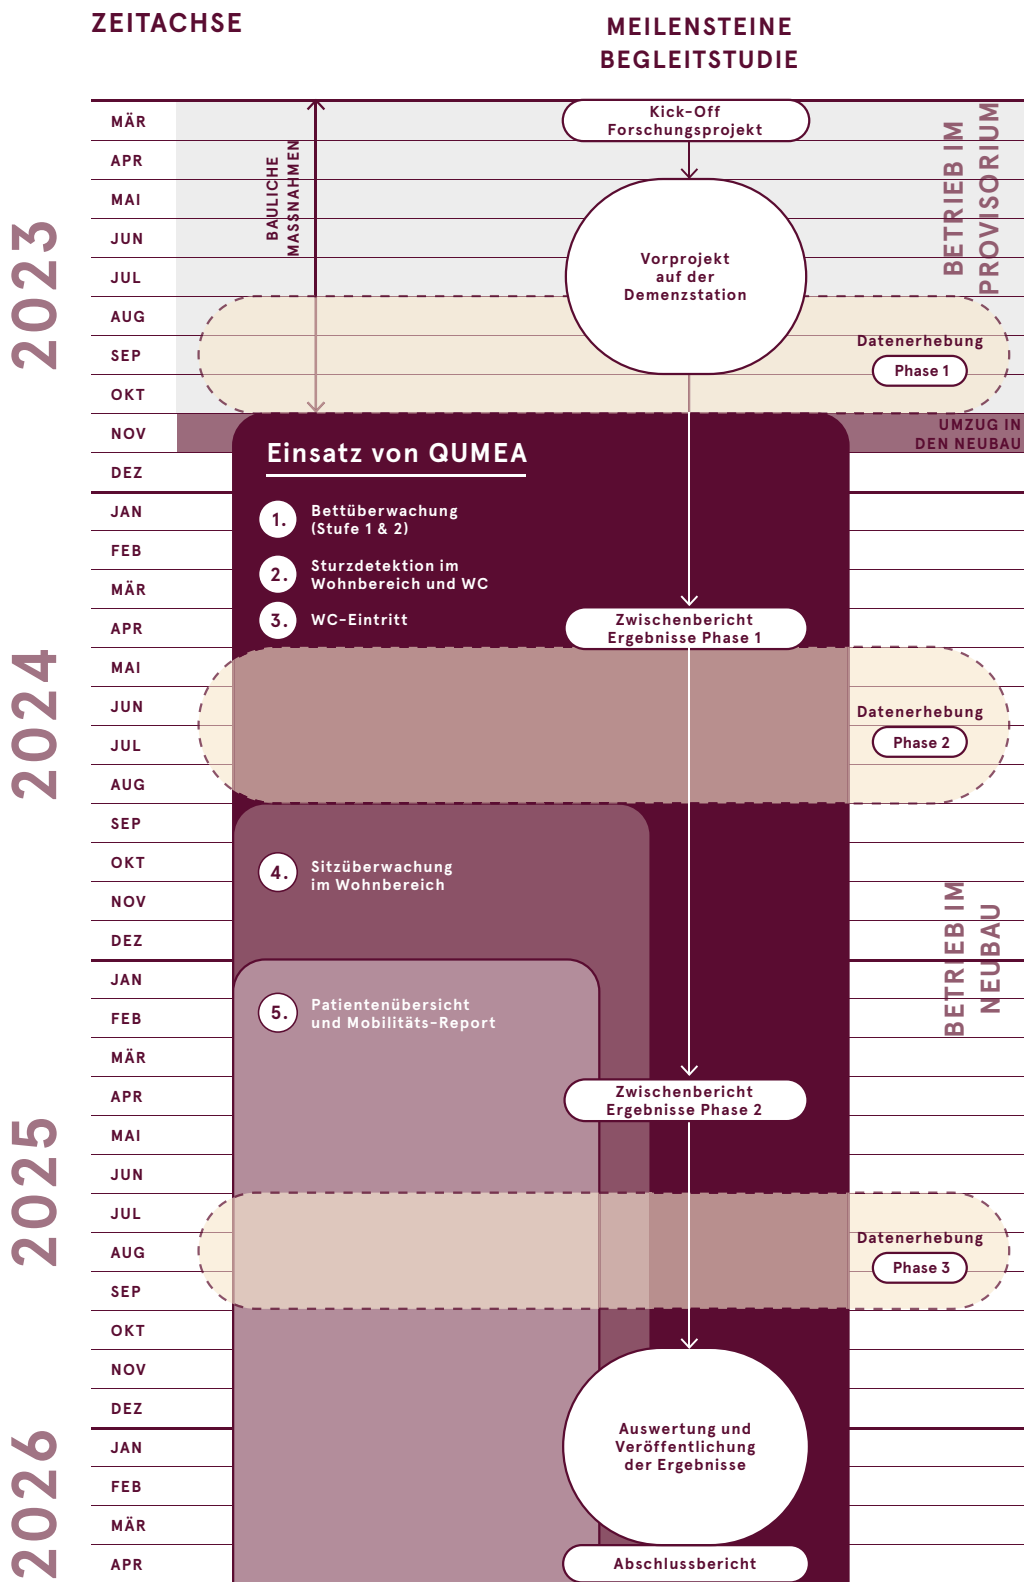 ZEITACHSE
MEILENSTEINE
BEGLEITSTUDIE
2023
MÄR
APR
MAI
JUN
JUL
AUG
SEP
OKT
NOV
DEZ
BAULICHE
MASSNAHMEN
Kick-Off
Forschungsprojekt
Vorprojekt
auf der
Demenzstation
BETRIEB IM
PROVISORIUM
Datenerhebung
Phase 1
UMZUG IN
DEN NEUBAU
Einsatz von QUMEA
1.
Bettüberwachung
(Stufe 1 & 2)
2.
Sturzdetektion im
Wohnbereich und WC
3.
WC-Eintritt
2024
JAN
FEB
MÄR
APR
MAI
JUN
JUL
AUG
SEP
OKT
NOV
DEZ
Zwischenbericht
Ergebnisse Phase 1
Datenerhebung
Phase 2
4.
Sitzüberwachung
im Wohnbereich
BETRIEB IM
NEUBAU
2025
JAN
FEB
MÄR
APR
MAI
JUN
JUL
AUG
SEP
OKT
NOV
DEZ
5.
Patientenübersicht
und Mobilitäts-Report
Zwischenbericht
Ergebnisse Phase 2
Datenerhebung
Phase 3
2026
JAN
FEB
MÄR
APR
Auswertung und
Veröffentlichung
der Ergebnisse
Abschlussbericht